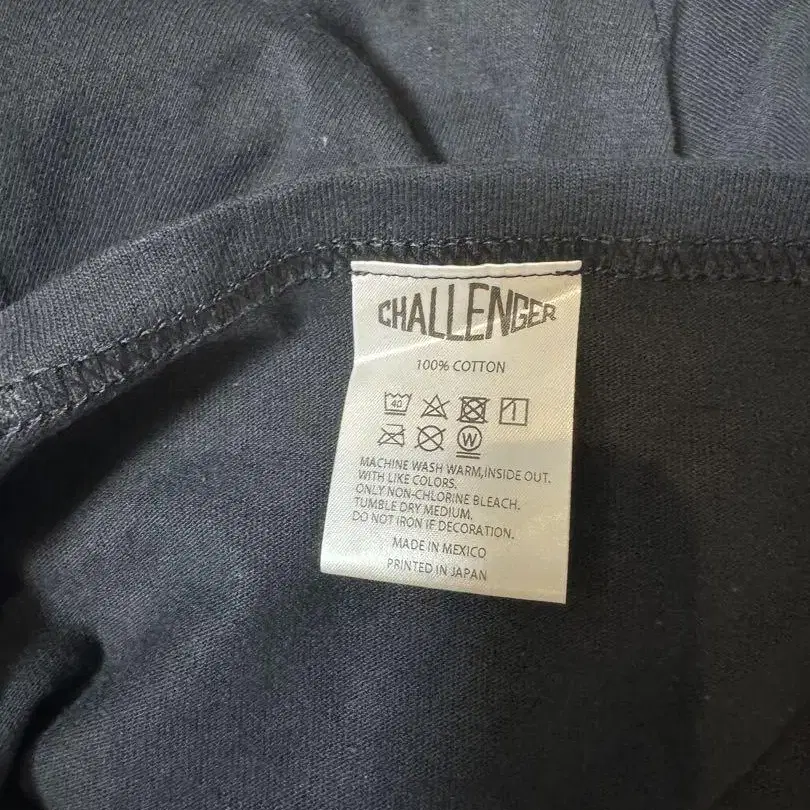 CHALLENGER
100% COTTON
40
W
MACHINE WASH WARM,INSIDE OUT.
WITH LIKE COLORS.
ONLY NON-CHLORINE BLEACH.
TUMBLE DRY MEDIUM.
DO NOT IRON IF DECORATION.
MADE IN MEXICO
PRINTED IN JAPAN